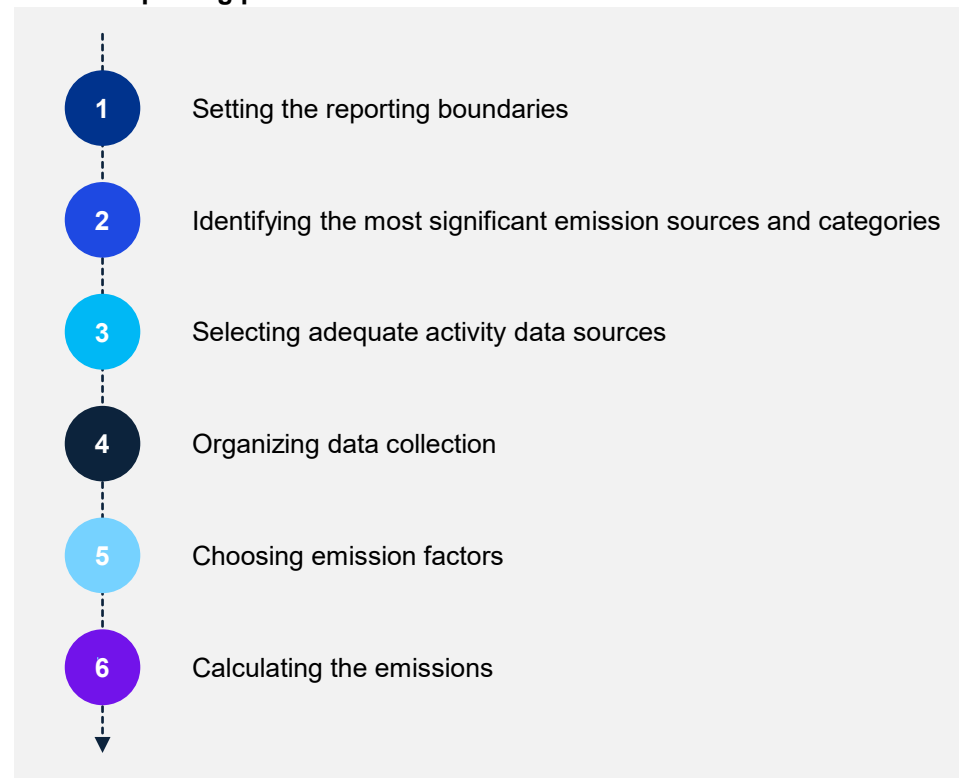 1
Setting the reporting boundaries
2
Identifying the most significant emission sources and categories
3
Selecting adequate activity data sources
4
Organizing data collection
5
Choosing emission factors
6
Calculating the emissions